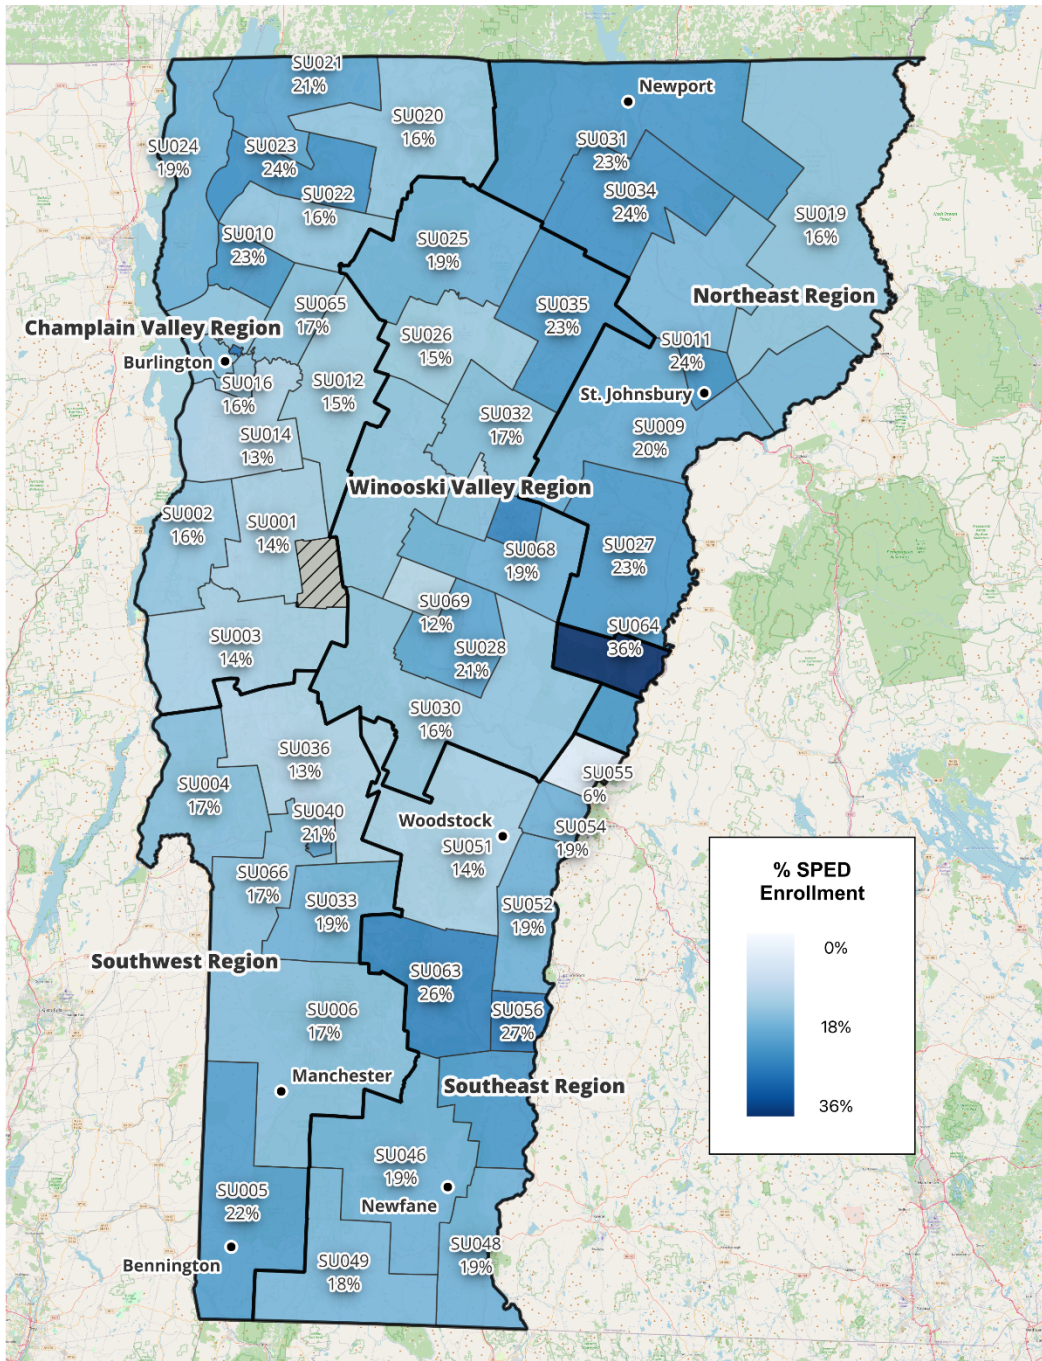 SU021
21%
Newport
SU020
16%
SU024
19%
SU023
24%
SU031
23%
SU022
16%
SU034
24%
SU019
16%
SU010
23%
SU025
19%
Northeast Region
SU065
17%
SU035
23%
Champlain Valley Region
SU026
15%
SU011
24%
Burlington
SU016
16%
SU012
15%
St. Johnsbury
SU032
17%
SU009
20%
SU014
13%
Winooski Valley Region
SU002
16%
SU001
14%
SU068
19%
SU027
23%
SU069
12%
SU064
36%
SU003
14%
SU028
21%
SU030
16%
SU036
13%
SU055
6%
SU004
17%
SU040
21%
Woodstock
SU054
19%
SU051
14%
SU066
17%
SU033
19%
SU052
19%
Southwest Region
SU063
26%
SU006
17%
SU056
27%
Manchester
Southeast Region
SU046
19%
SU005
22%
Newfane
SU048
19%
Bennington
SU049
18%
% SPED
Enrollment
0%
18%
36%